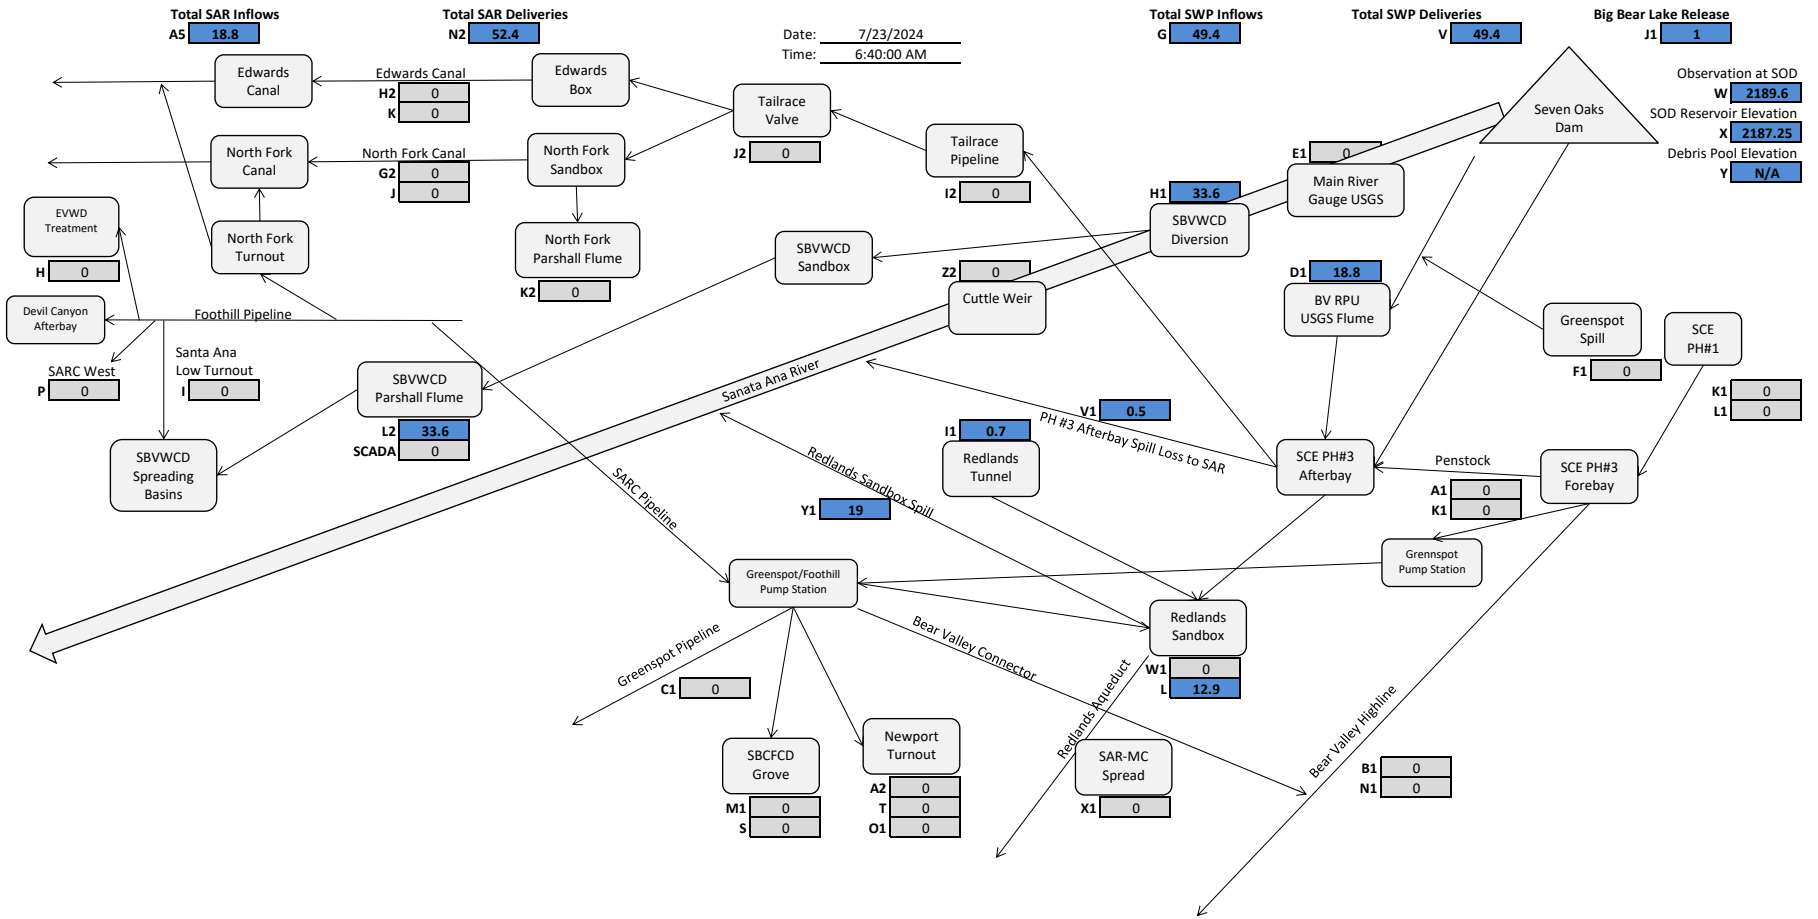 Total SAR Inflows
A5 18.8
Total SAR Deliveries
N2 52.4
Date: 7/23/2024
Time: 6:40:00 AM
Total SWP Inflows
G 49.4
Total SWP Deliveries
V 49.4
Big Bear Lake Release
J1 1
Observation at SOD
W 2189.6
SOD Reservoir Elevation
X 2187.25
Debris Pool Elevation
Y N/A
Seven Oaks
Dam
Edwards
Canal
Edwards Canal
H2 0
K 0
Edwards
Box
Tailrace
Valve
J2 0
Tailrace
Pipeline
I2 0
E1 0
Main River
Gauge USGS
H1 33.6
SBVWCD
Diversion
North Fork
Canal
North Fork Canal
G2 0
J 0
North Fork
Sandbox
EVWD
Treatment
H 0
North Fork
Turnout
North Fork
Parshall Flume
K2 0
SBVWCD
Sandbox
Z2 0
Cuttle Weir
D1 18.8
BV RPU
USGS Flume
Greenspot
Spill
F1 0
SCE
PH#1
K1 0
L1 0
Devil Canyon
Afterbay
Foothill Pipeline
SARC West
P 0
Santa Ana
Low Turnout
I 0
SBVWCD
Parshall Flume
L2 33.6
SCADA 0
Sanata Ana River
SBVWCD
Spreading
Basins
V1 0.5
PH #3 Afterbay Spill Loss to SAR
I1 0.7
Redlands
Tunnel
SCE PH#3
Afterbay
Penstock
A1 0
K1 0
SCE PH#3
Forebay
Redlands Sandbox Spill
Y1 19
SARC Pipeline
Grennspot
Pump Station
Greenspot/Foothill
Pump Station
Redlands
Sandbox
W1 0
L 12.9
Greenspot Pipeline
C1 0
Bear Valley Connector
Redlands Aqueduct
Bear Valley Highline
SBCFCD
Grove
M1 0
S 0
Newport
Turnout
A2 0
T 0
O1 0
SAR-MC
Spread
X1 0
B1 0
N1 0